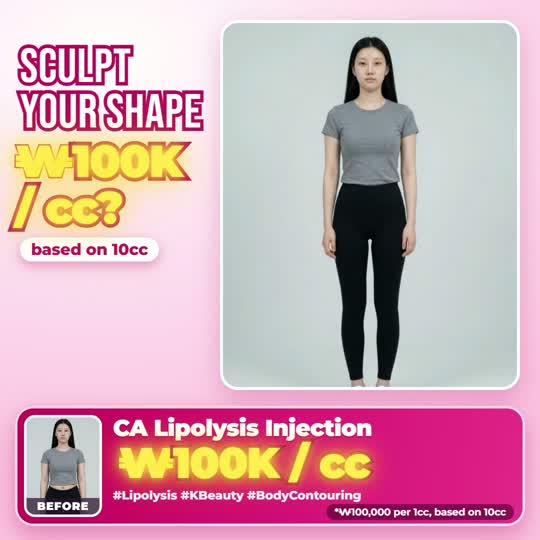 SCULPT
YOUR SHAPE
₩100K
/ cc?
based on 10cc
CA Lipolysis Injection
₩100K / cc
#Lipolysis #KBeauty #BodyContouring
BEFORE
*₩100,000 per 1cc, based on 10cc